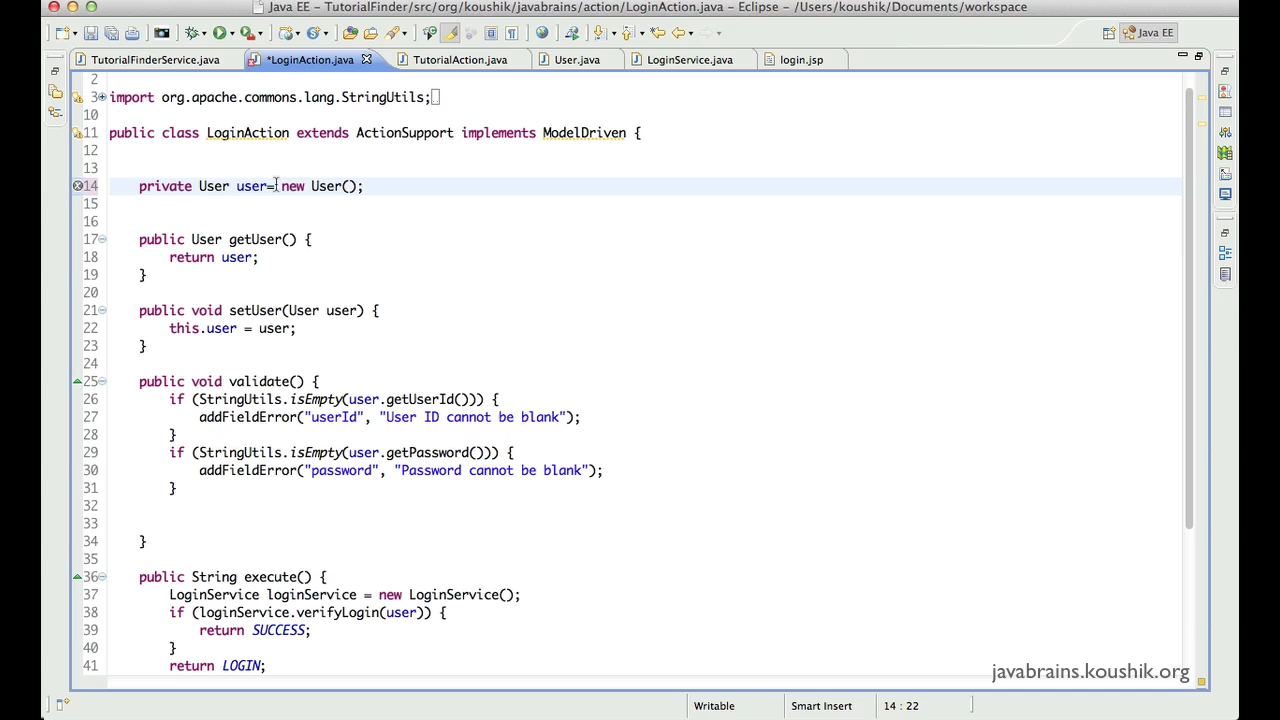 Java EE - TutorialFinder/src/org/koushik/javabrains/action/LoginAction.java - Eclipse - /Users/koushik/Documents/workspace
Java EE
TutorialFinderService.java
*LoginAction.java
TutorialAction.java
User.java
LoginService.java
login.jsp
2
3 import org.apache.commons.lang.StringUtils;
10
11 public class LoginAction extends ActionSupport implements ModelDriven {
12
13
14 private User user= new User();
15
16
17 public User getUser() {
18 return user;
19 }
20
21 public void setUser(User user) {
22 this.user = user;
23 }
24
25 public void validate() {
26 if (StringUtils.isEmpty(user.getUserId())) {
27 addFieldError("userId", "User ID cannot be blank");
28 }
29 if (StringUtils.isEmpty(user.getPassword())) {
30 addFieldError("password", "Password cannot be blank");
31 }
32
33
34 }
35
36 public String execute() {
37 LoginService loginService = new LoginService();
38 if (loginService.verifyLogin(user)) {
39 return SUCCESS;
40 }
41 return LOGIN;
javabrains.koushik.org
Writable
Smart Insert
14 : 22